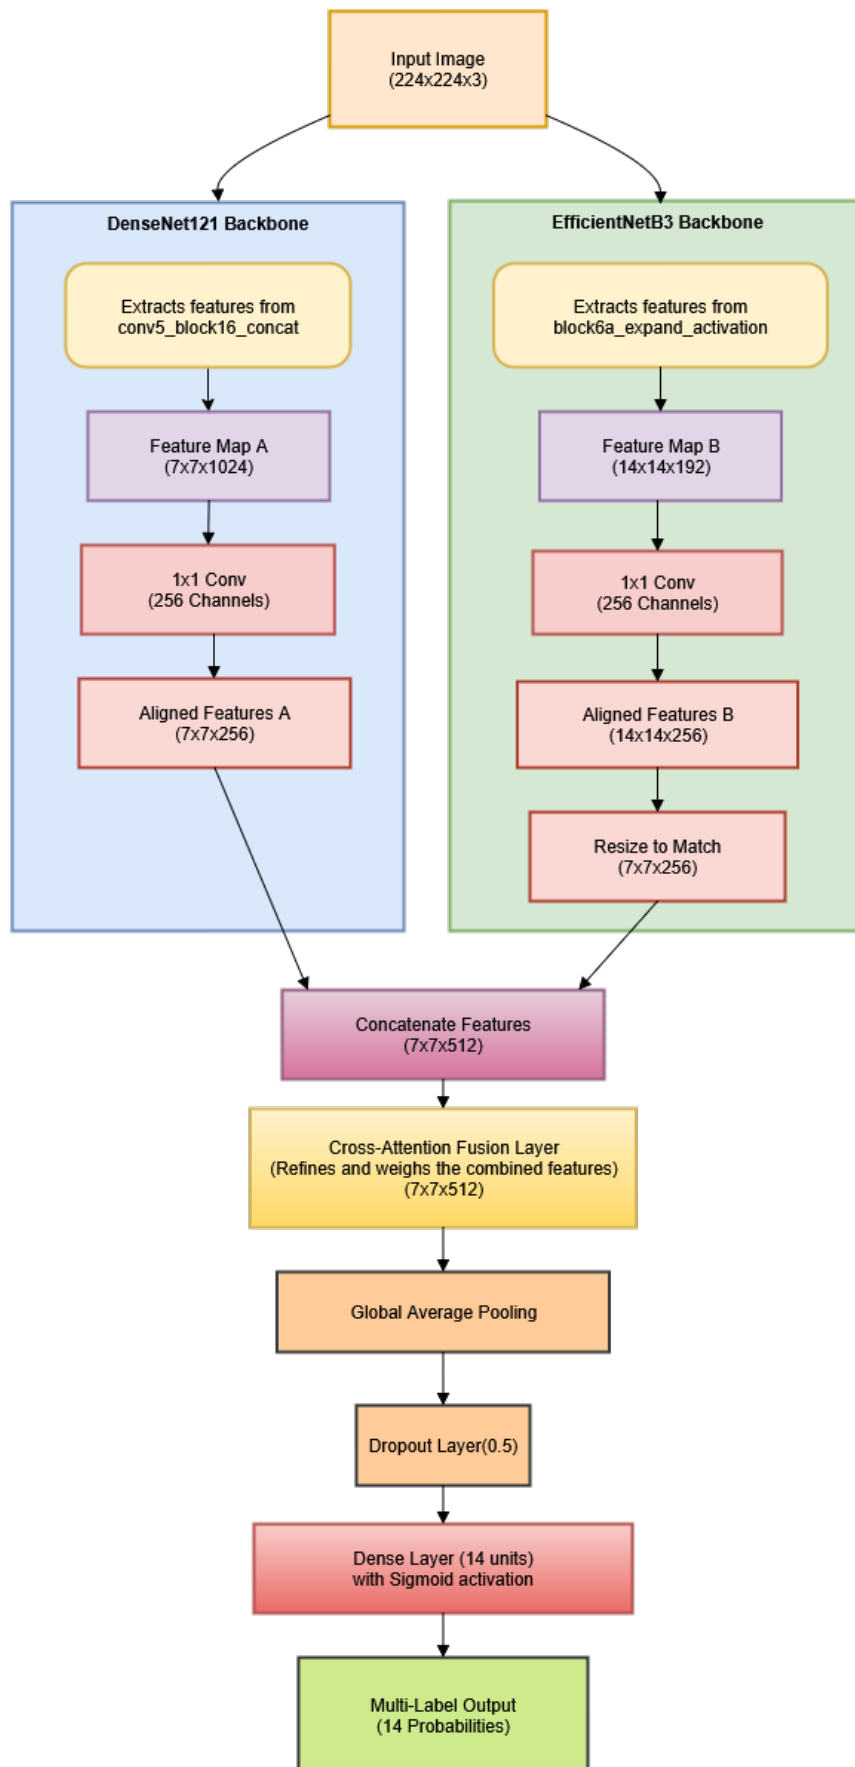 Input Image
(224x224x3)
DenseNet121 Backbone
Extracts features from
conv5_block16_concat
Feature Map A
(7x7x1024)
1x1 Conv
(256 Channels)
Aligned Features A
(7x7x256)
EfficientNetB3 Backbone
Extracts features from
block6a_expand_activation
Feature Map B
(14x14x192)
1x1 Conv
(256 Channels)
Aligned Features B
(14x14x256)
Resize to Match
(7x7x256)
Concatenate Features
(7x7x512)
Cross-Attention Fusion Layer
(Refines and weighs the combined features)
(7x7x512)
Global Average Pooling
Dropout Layer(0.5)
Dense Layer (14 units)
with Sigmoid activation
Multi-Label Output
(14 Probabilities)